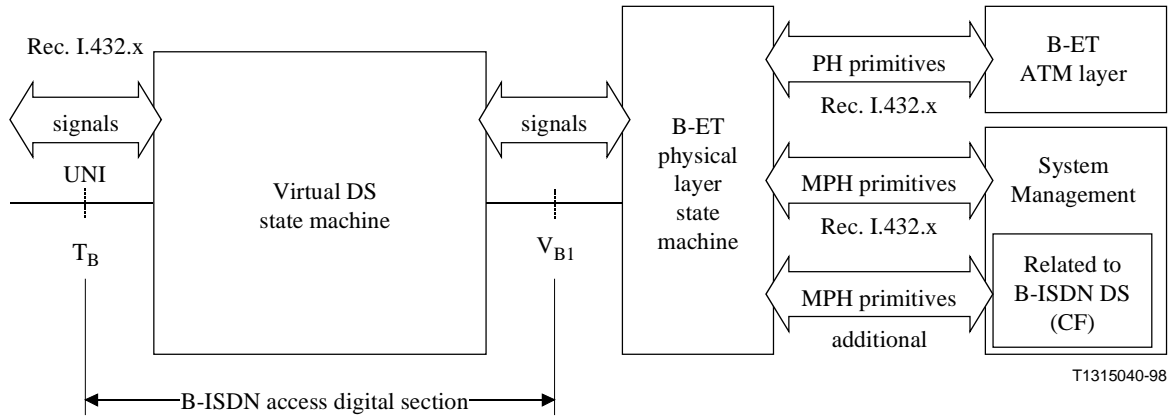 Rec. I.432.x
signals
UNI
T_B
Virtual DS
state machine
signals
V_B1
B-ISDN access digital section
B-ET
physical
layer
state
machine
PH primitives
Rec. I.432.x
MPH primitives
Rec. I.432.x
MPH primitives
additional
B-ET
ATM layer
System
Management
Related to
B-ISDN DS
(CF)
T1315040-98